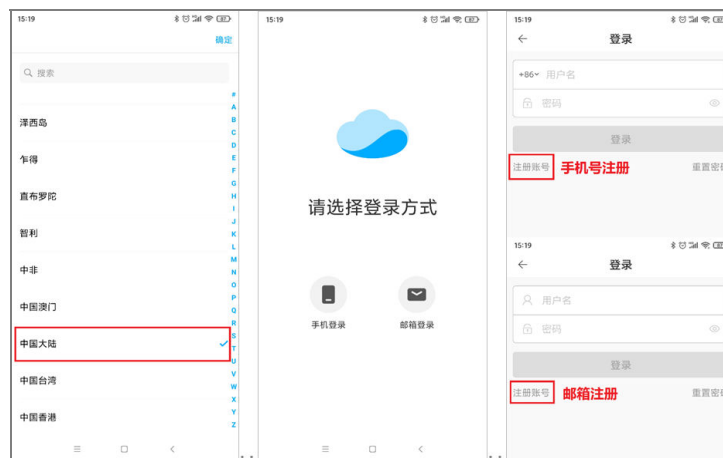 15:19
确定
搜索
泽西岛
乍得
直布罗陀
智利
中非
中国澳门
中国大陆
中国台湾
中国香港
#
A
B
C
D
E
F
G
H
I
J
K
L
M
N
O
P
Q
R
S
T
U
V
W
X
Y
Z
15:19
请选择登录方式
手机登录
邮箱登录
15:19
登录
+86 用户名
密码
登录
注册账号 手机号注册 重置密码
15:19
登录
用户名
密码
登录
注册账号 邮箱注册 重置密码